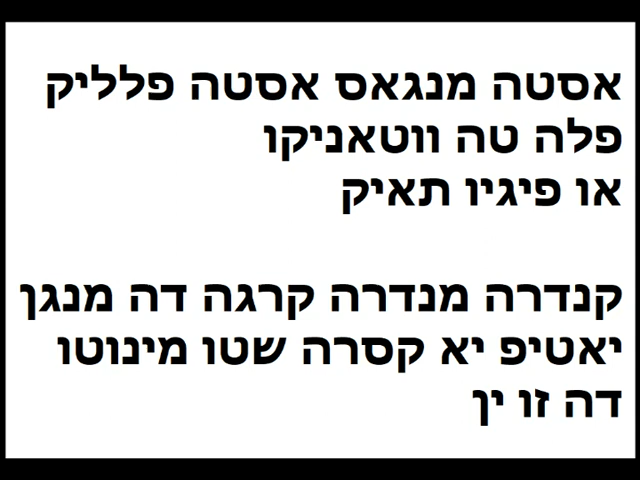 אסטה מנגאס אסטה פלליק
פלה טה ווטאניקו
או פיגיו תאיק
קנדרה מנדרה קרגה דה מנגן
יאטיפ יא קסרה שטו מינוטו
דה זו ין